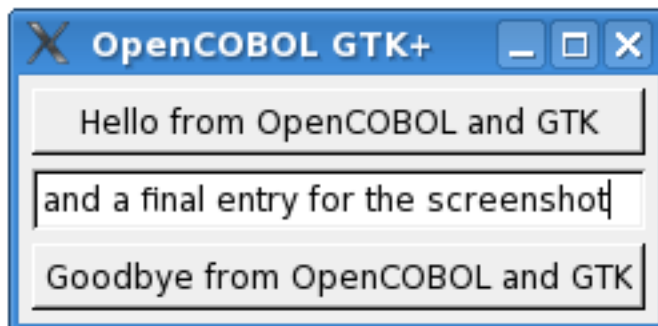 OpenCOBOL GTK+
Hello from OpenCOBOL and GTK
and a final entry for the screenshot
Goodbye from OpenCOBOL and GTK